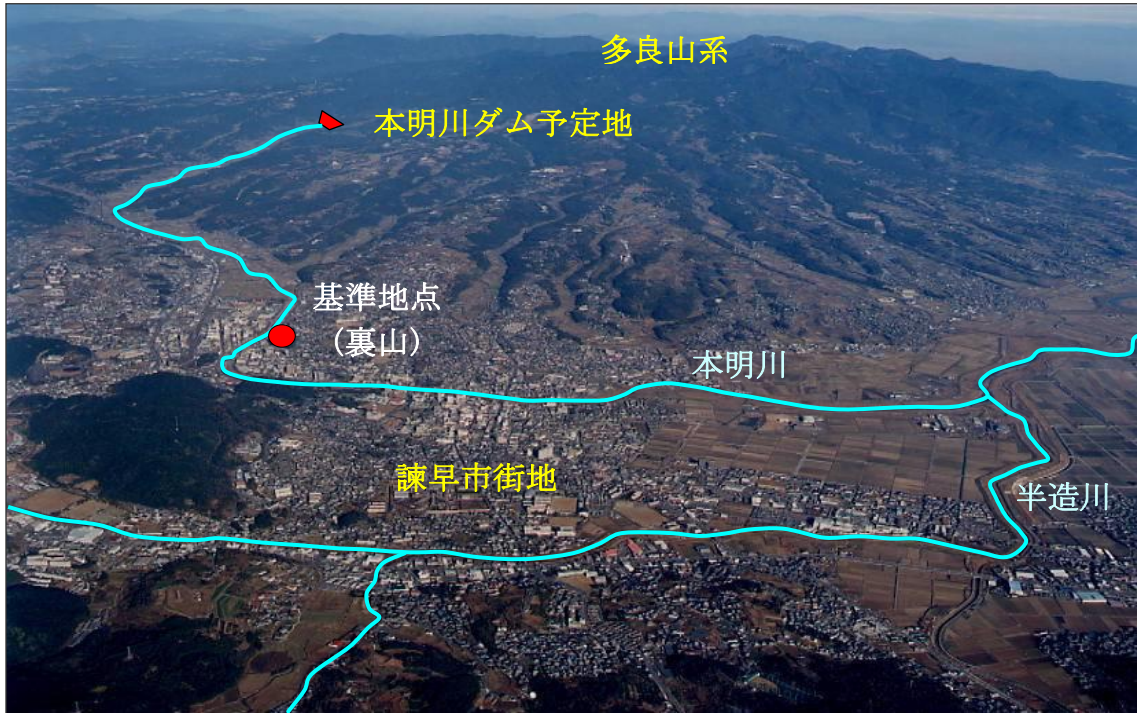 多良山系
本明川ダム予定地
基準地点
（裏山）
本明川
諫早市街地
半造川